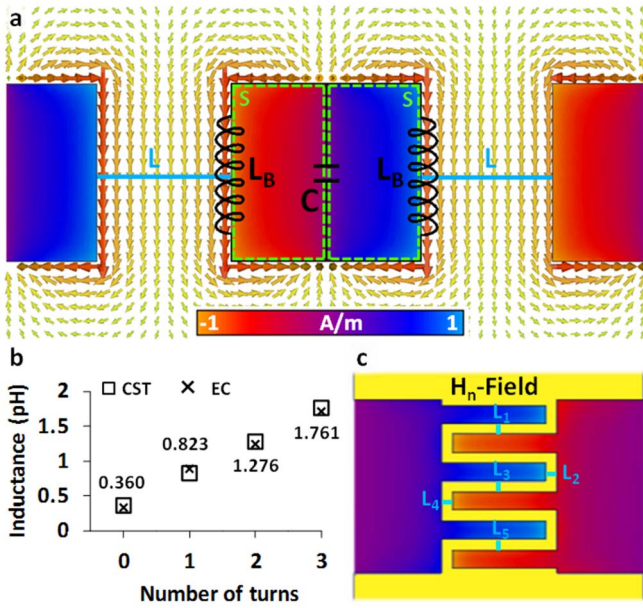 a
S S
L L_B C L_B L
-1 A/m 1
b
c
Inductance (pH)
2
1.5
1
0.5
0
CST EC
0.360
0.823
1.276
1.761
0 1 2 3
Number of turns
H_n-Field
L_1
L_3
L_2
L_4
L_5